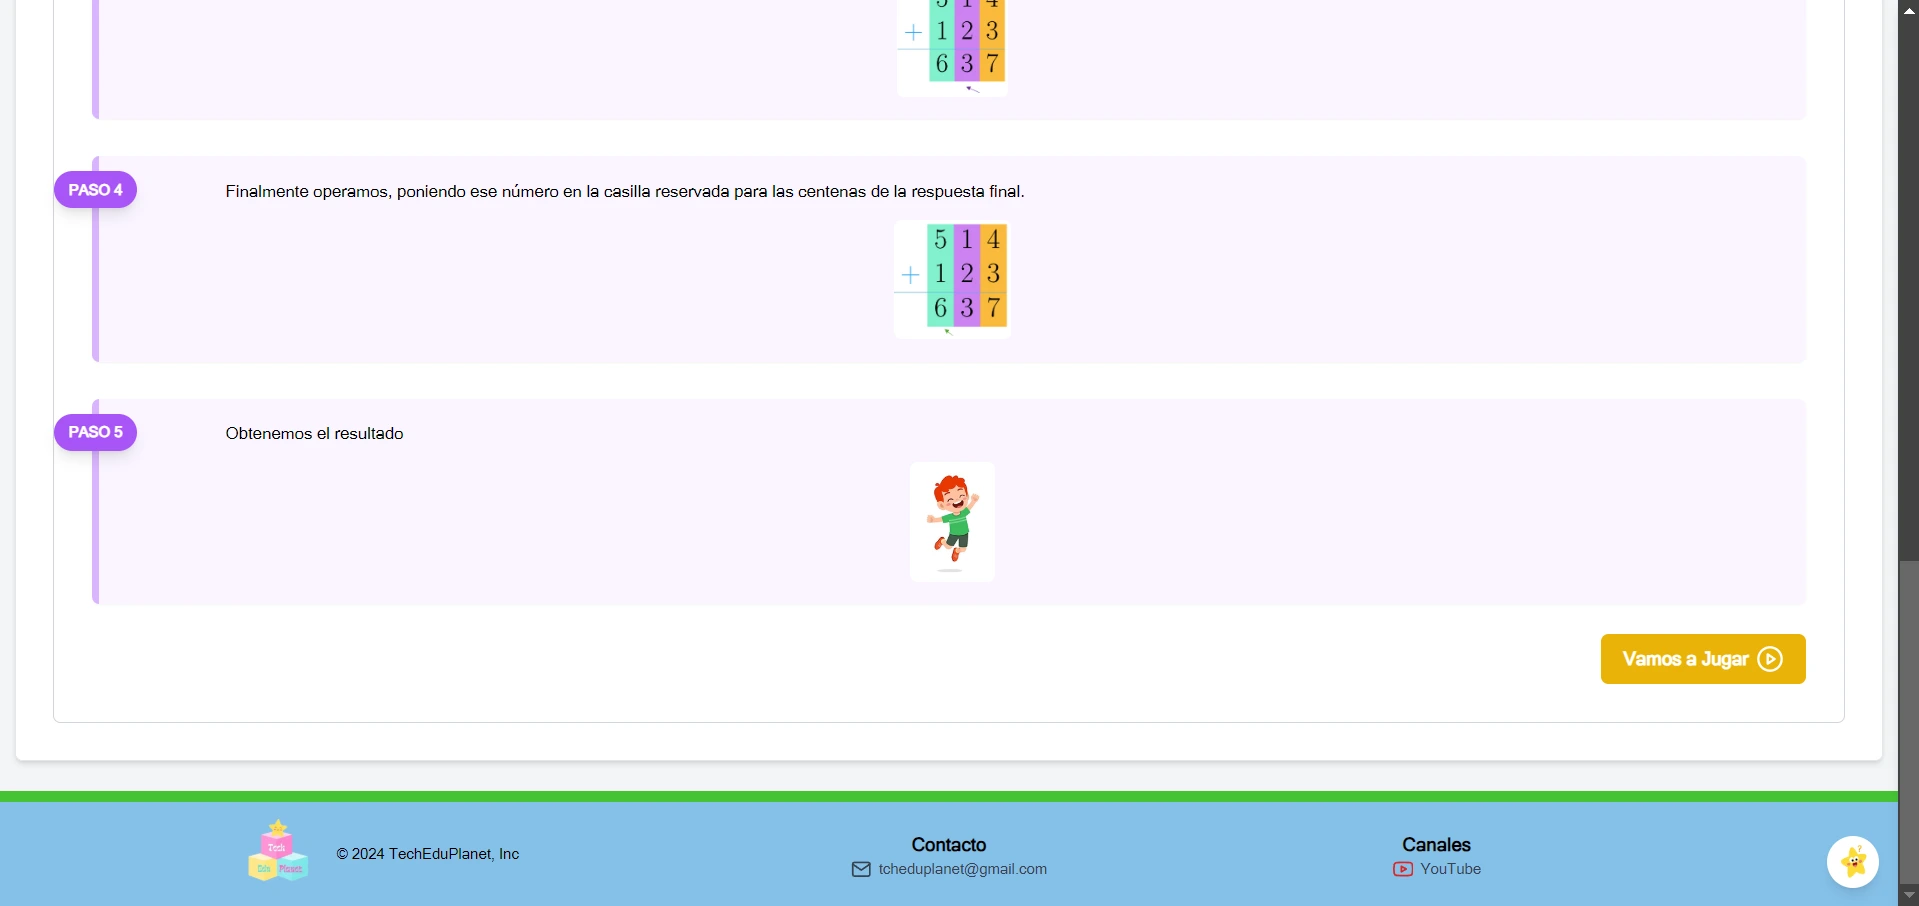 5 1 4
+ 1 2 3
6 3 7
PASO 4
Finalmente operamos, poniendo ese número en la casilla reservada para las centenas de la respuesta final.
5 1 4
+ 1 2 3
6 3 7
PASO 5
Obtenemos el resultado
Vamos a Jugar
Tech
Edu Planet
© 2024 TechEduPlanet, Inc
Contacto
tcheduplanet@gmail.com
Canales
YouTube
?